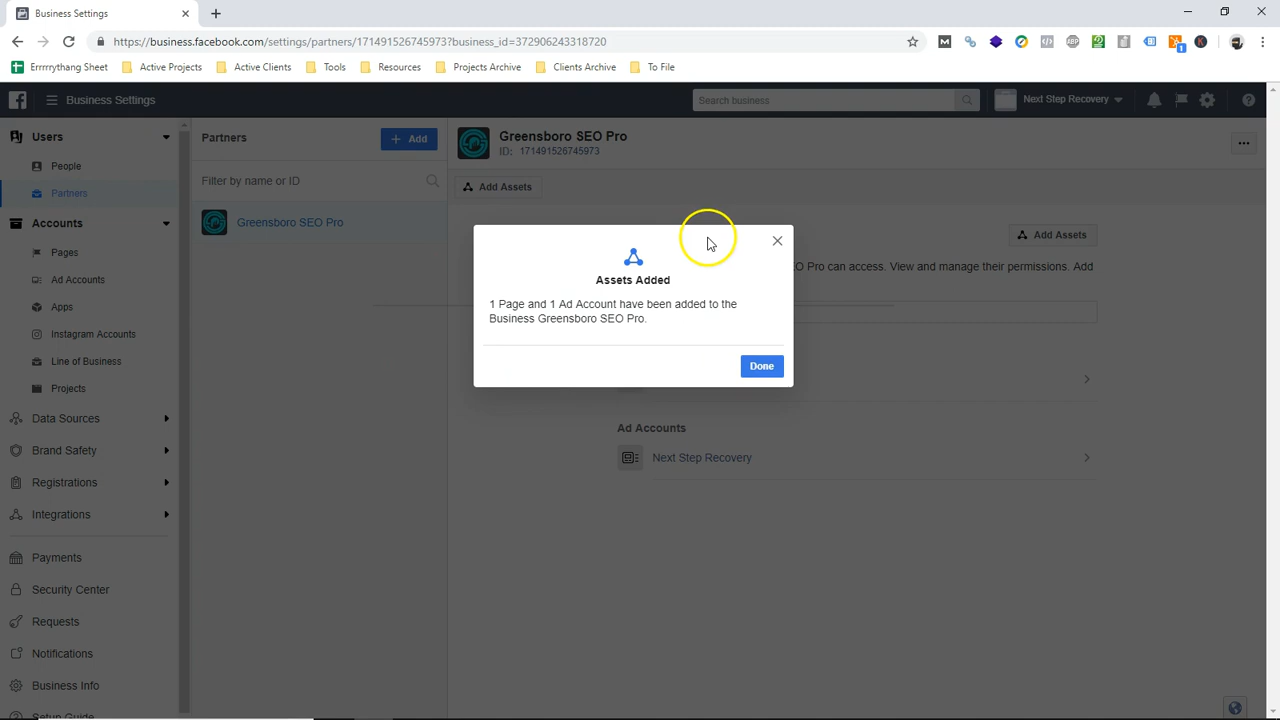 Business Settings
https://business.facebook.com/settings/partners/171491526745973?business_id=372906243318720
Errrrrythang Sheet
Active Projects
Active Clients
Tools
Resources
Projects Archive
Clients Archive
To File
Business Settings
Search business
Next Step Recovery
Users
People
Partners
Accounts
Pages
Ad Accounts
Apps
Instagram Accounts
Line of Business
Projects
Data Sources
Brand Safety
Registrations
Integrations
Payments
Security Center
Requests
Notifications
Business Info
Setup Guide
Partners
+ Add
Filter by name or ID
Greensboro SEO Pro
Greensboro SEO Pro
ID: 171491526745973
Add Assets
Add Assets
EO Pro can access. View and manage their permissions. Add
Assets Added
1 Page and 1 Ad Account have been added to the
Business Greensboro SEO Pro.
Done
Ad Accounts
Next Step Recovery